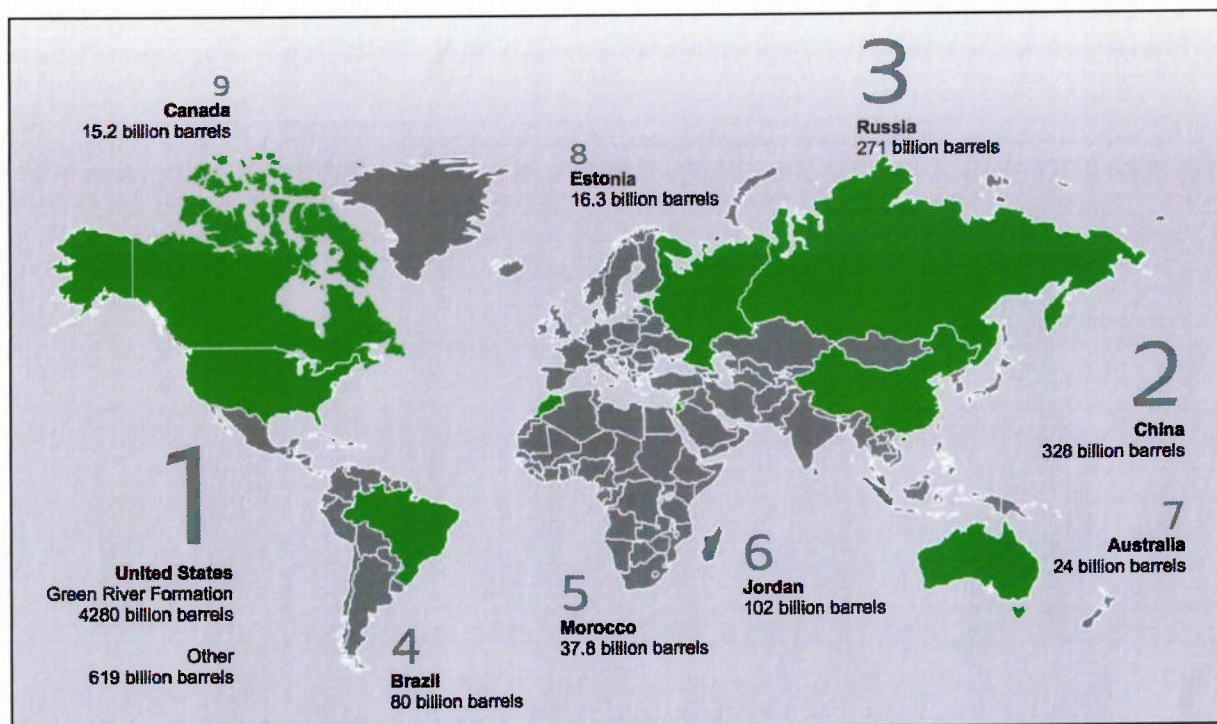 9
Canada
15.2 billion barrels
8
Estonia
16.3 billion barrels
3
Russia
271 billion barrels
2
China
328 billion barrels
1
United States
Green River Formation
4280 billion barrels
Other
619 billion barrels
4
Brazil
80 billion barrels
5
Morocco
37.8 billion barrels
6
Jordan
102 billion barrels
7
Australia
24 billion barrels